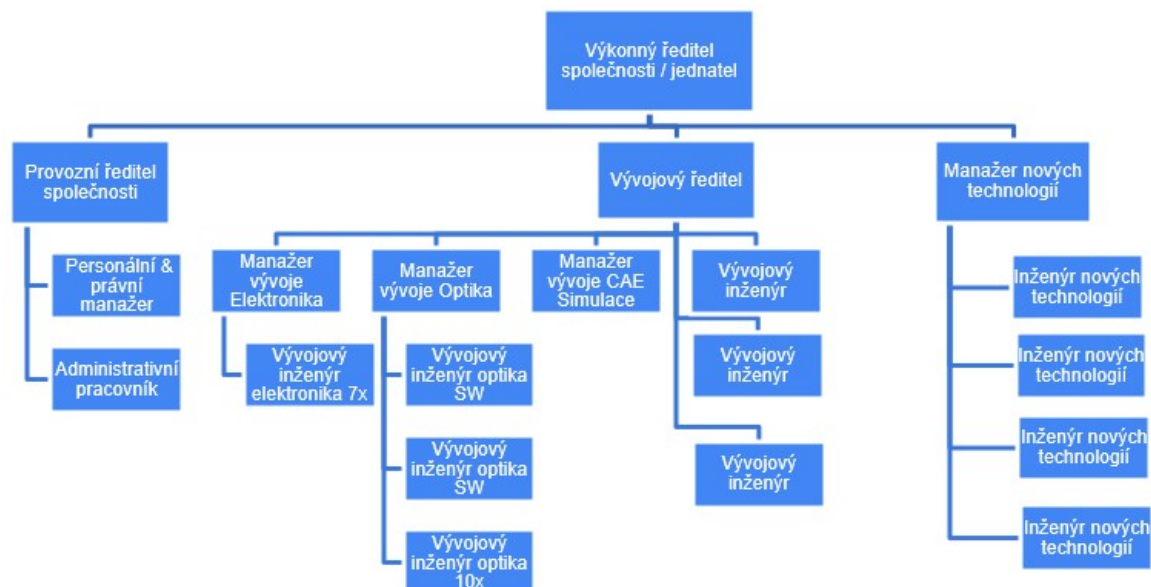 Výkonný ředitel
společnosti / jednatel
Provozní ředitel
společnosti
Vývojový ředitel
Manažer nových
technologií
Personální &
právní
manažer
Administrativní
pracovník
Manažer
vývoje
Elektronika
Vývojový
inženýr
elektronika 7x
Manažer
vývoje Optika
Vývojový
inženýr optika
SW
Vývojový
inženýr optika
SW
Vývojový
inženýr optika
10x
Manažer
vývoje CAE
Simulace
Vývojový
inženýr
Vývojový
inženýr
Vývojový
inženýr
Inženýr nových
technologií
Inženýr nových
technologií
Inženýr nových
technologií
Inženýr nových
technologií